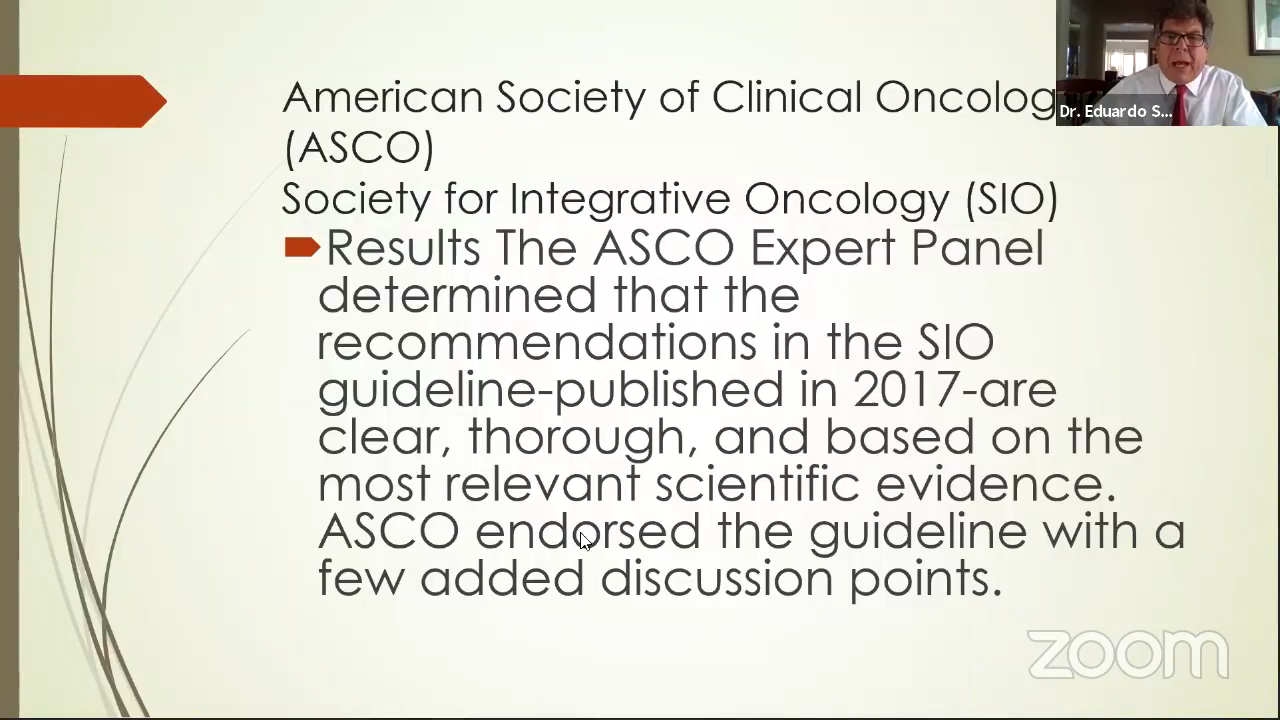 American Society of Clinical Oncolog
(ASCO)
Society for Integrative Oncology (SIO)
Results The ASCO Expert Panel
determined that the
recommendations in the SIO
guideline-published in 2017-are
clear, thorough, and based on the
most relevant scientific evidence.
ASCO endorsed the guideline with a
few added discussion points.
Dr. Eduardo S...
zoom